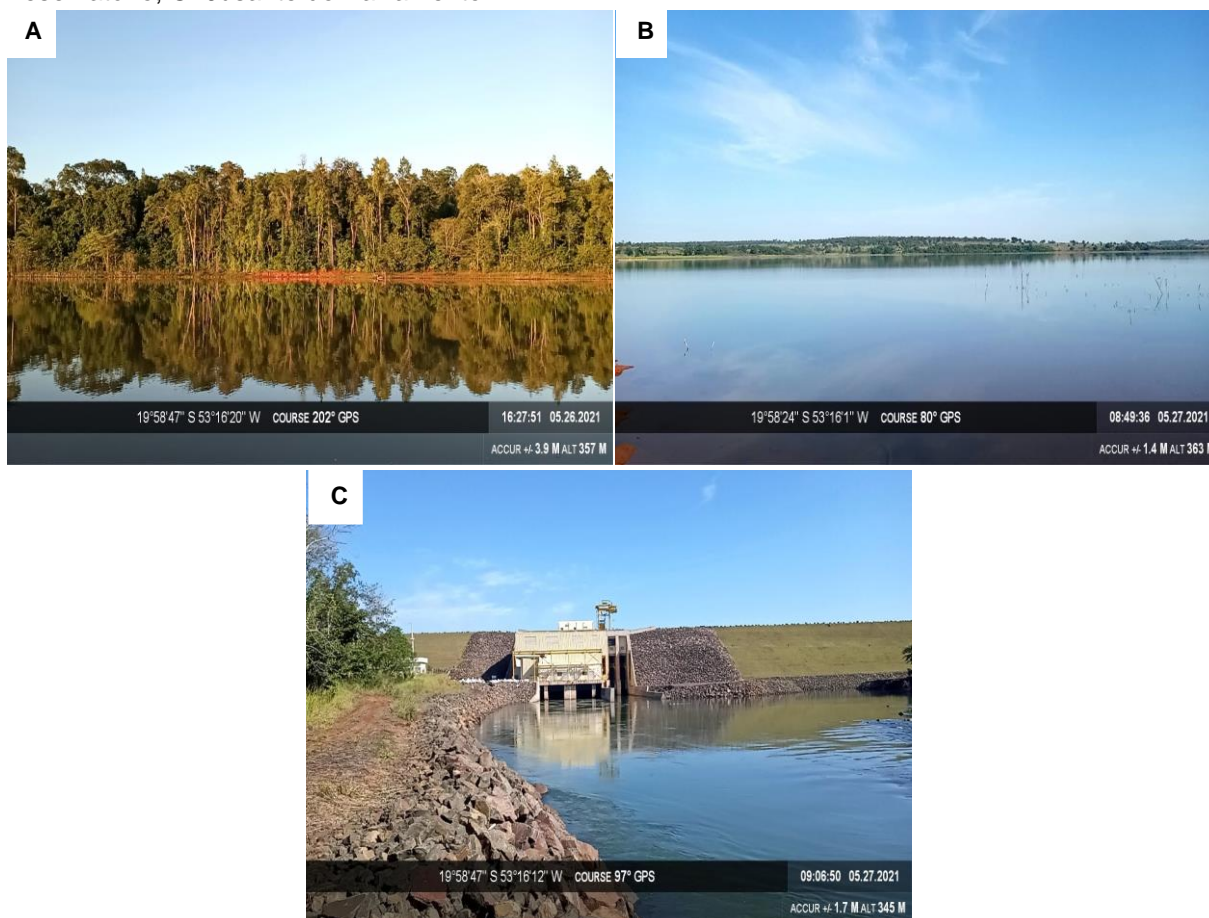 A
B
19°58'47" S 53°16'20" W COURSE 202° GPS
16:27:51 05.26.2021
ACCUR +/- 3.9 M ALT 357 M
19°58'24" S 53°16'1" W COURSE 80° GPS
08:49:36 05.27.2021
ACCUR +/- 1.4 M ALT 363 M
C
19°58'47" S 53°16'12" W COURSE 97° GPS
09:06:50 05.27.2021
ACCUR +/- 1.7 M ALT 345 M